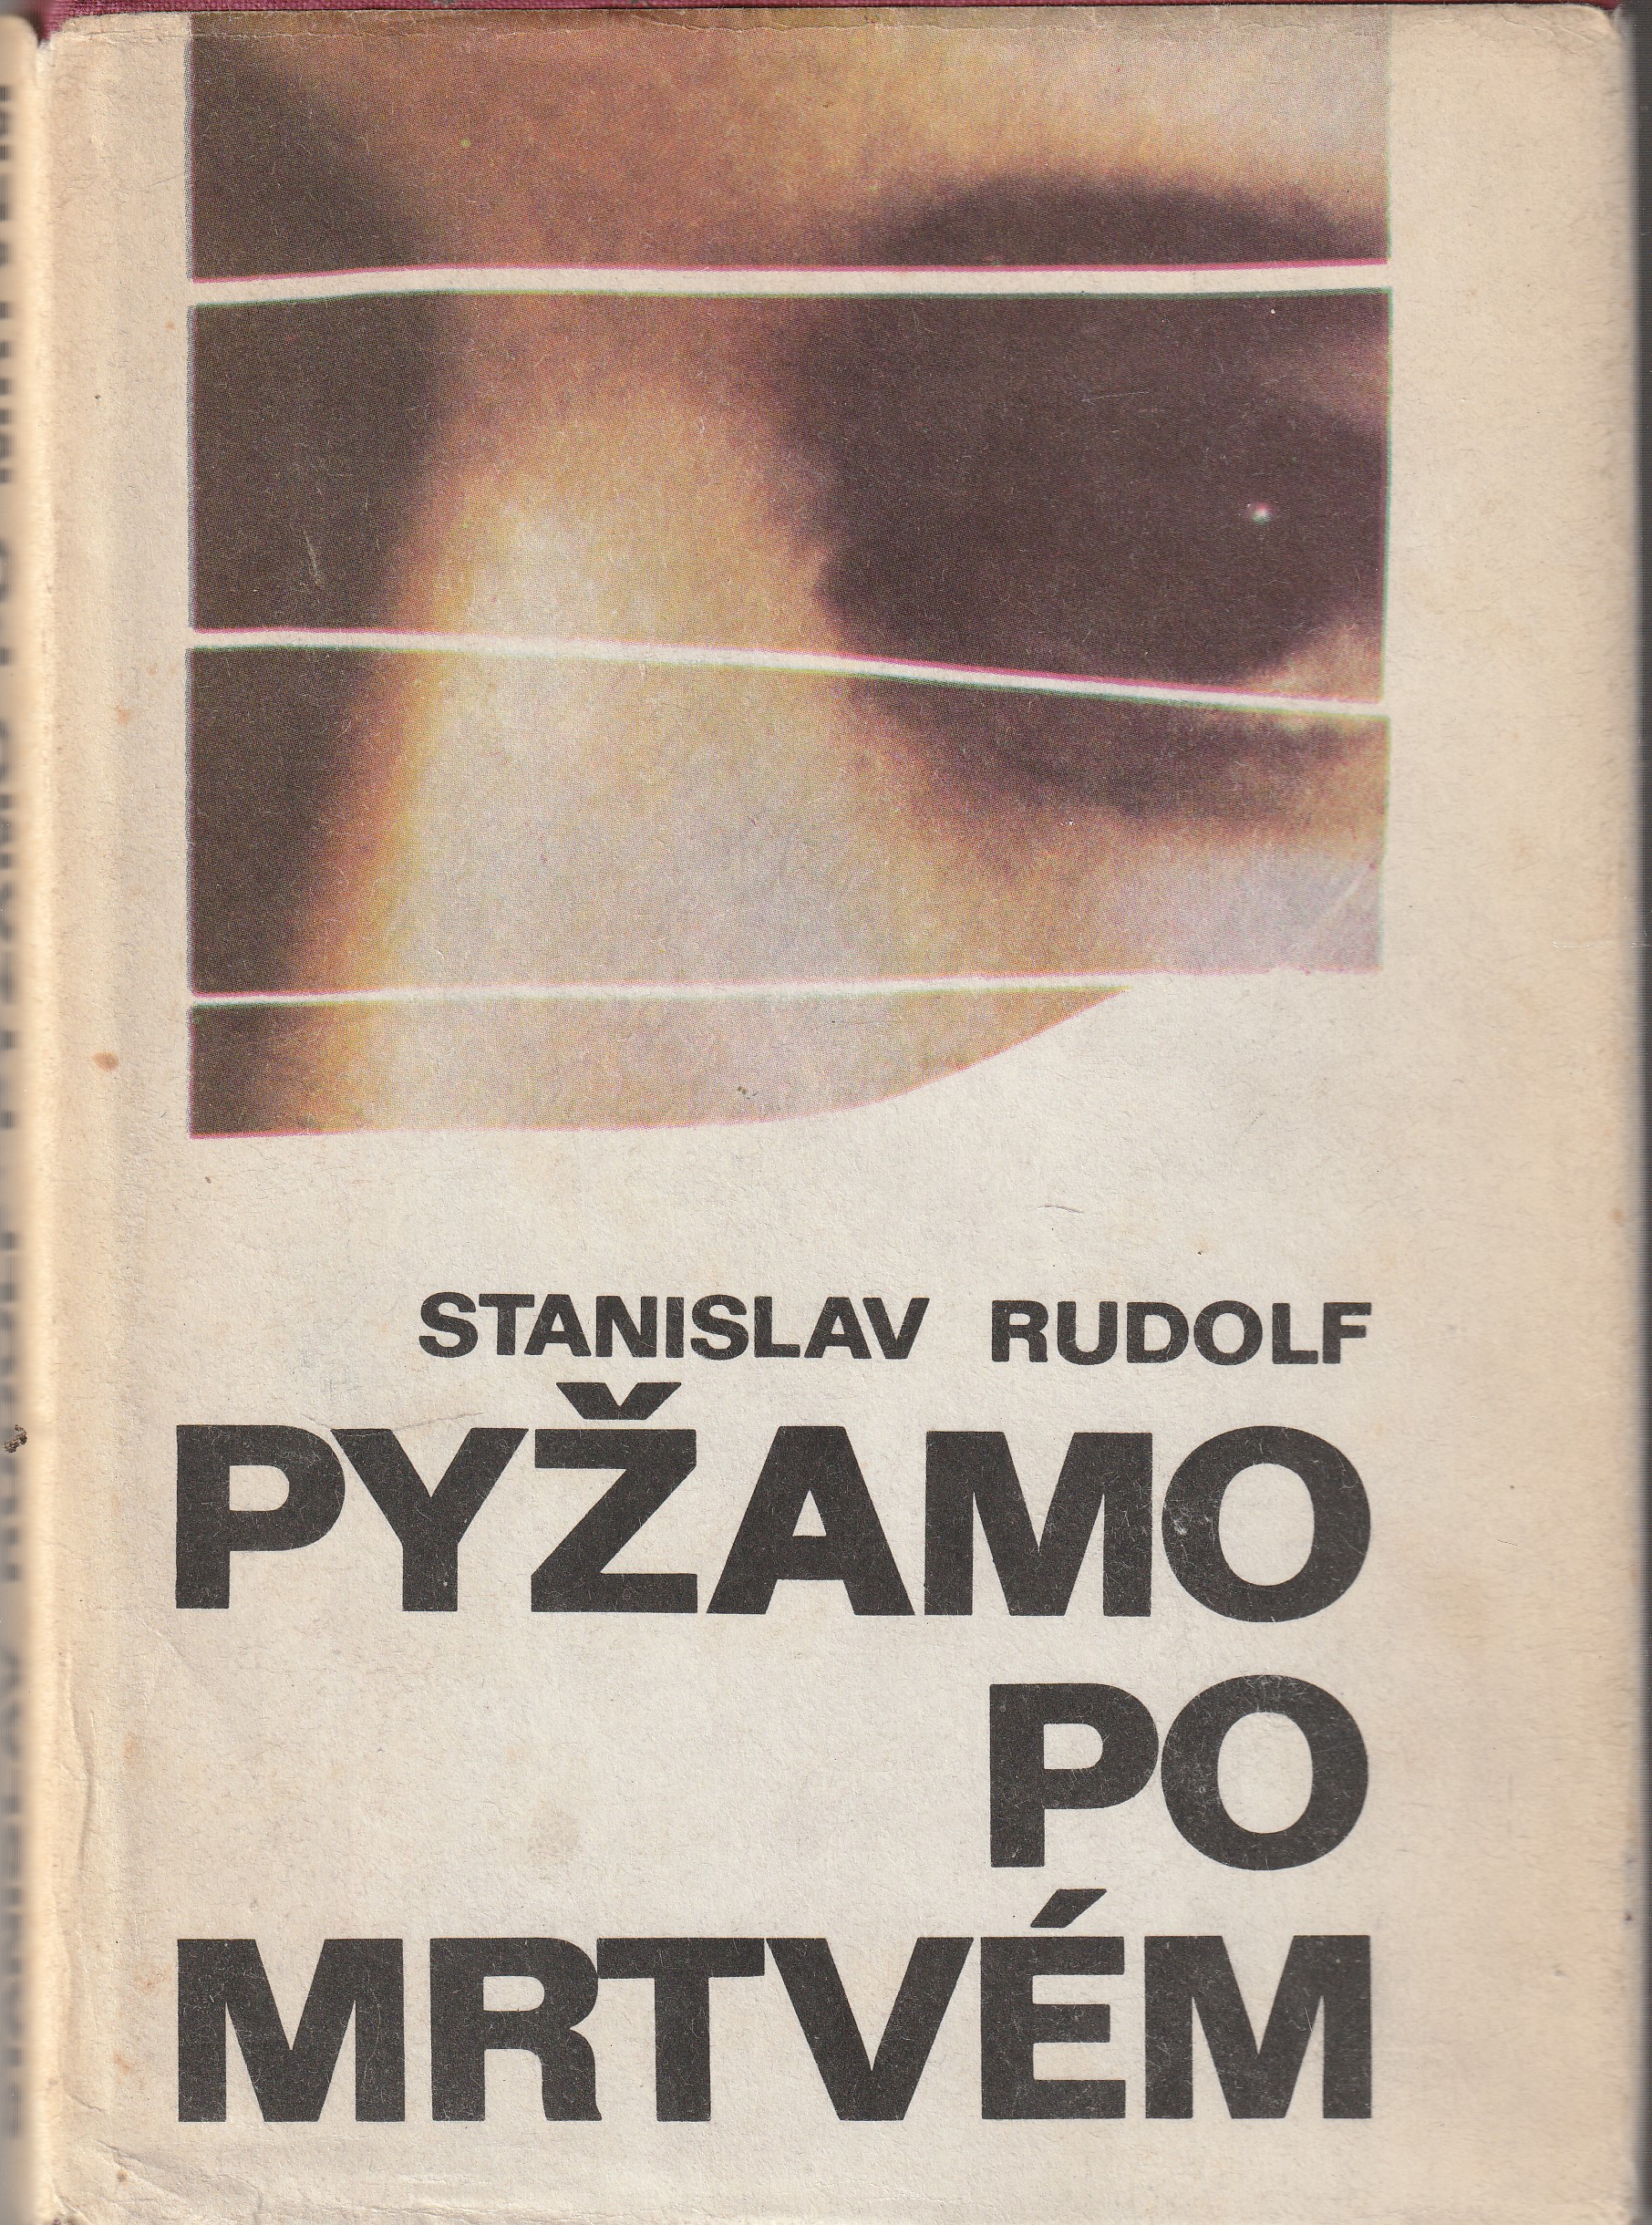 STANISLAV RUDOLF
PYŽAMO
PO
MRTVÉM